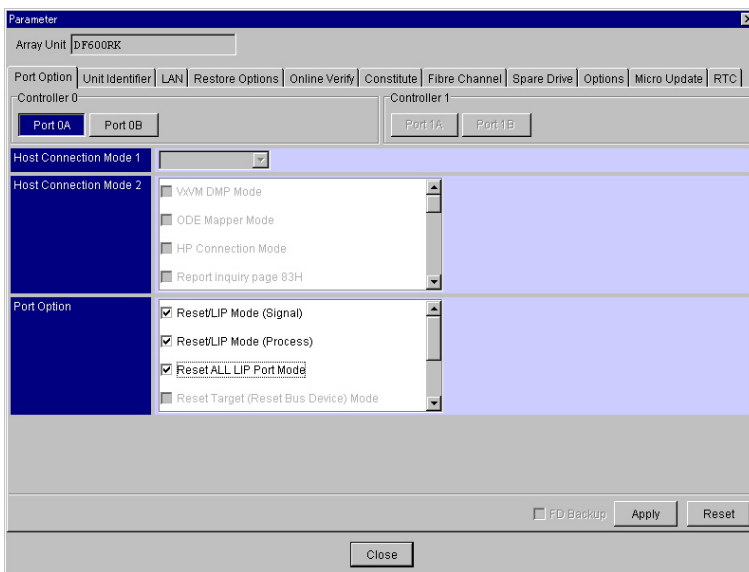 Parameter
Array Unit DF600RK
Port Option Unit Identifier LAN Restore Options Online Verify Constitute Fibre Channel Spare Drive Options Micro Update RTC
Controller 0 Controller 1
Port 0A Port 0B Port 1A Port 1B
Host Connection Mode 1
Host Connection Mode 2
VxVM DMP Mode
ODE Mapper Mode
HP Connection Mode
Report inquiry page 83H
Port Option
Reset/LIP Mode (Signal)
Reset/LIP Mode (Process)
Reset ALL LIP Port Mode
Reset Target (Reset Bus Device) Mode
FD Backup Apply Reset
Close